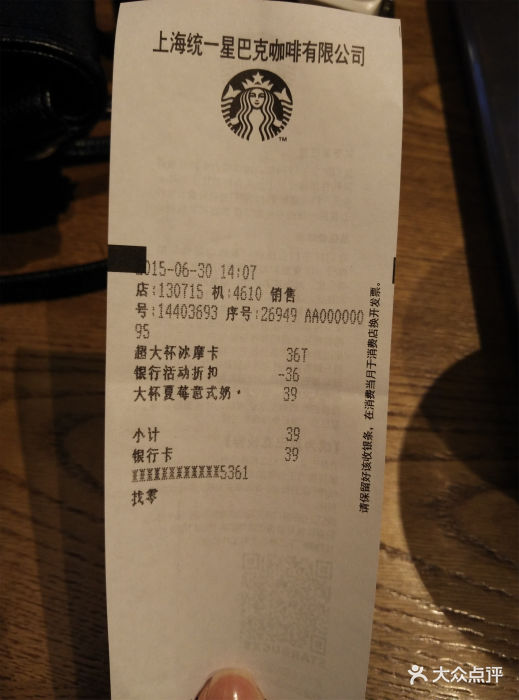 上海统一星巴克咖啡有限公司
TM
2015-06-30 14:07
店:130715 机:4610 销售
号:14403693 序号:26949 AA000000
95
超大杯冰摩卡 36T
银行活动折扣 -36
大杯夏莓意式奶· 39
小计 39
银行卡 39
XXXXXXXXXXXX5361
找零
请保留好该收银条，在消费当月于消费店换开发票。
大众点评